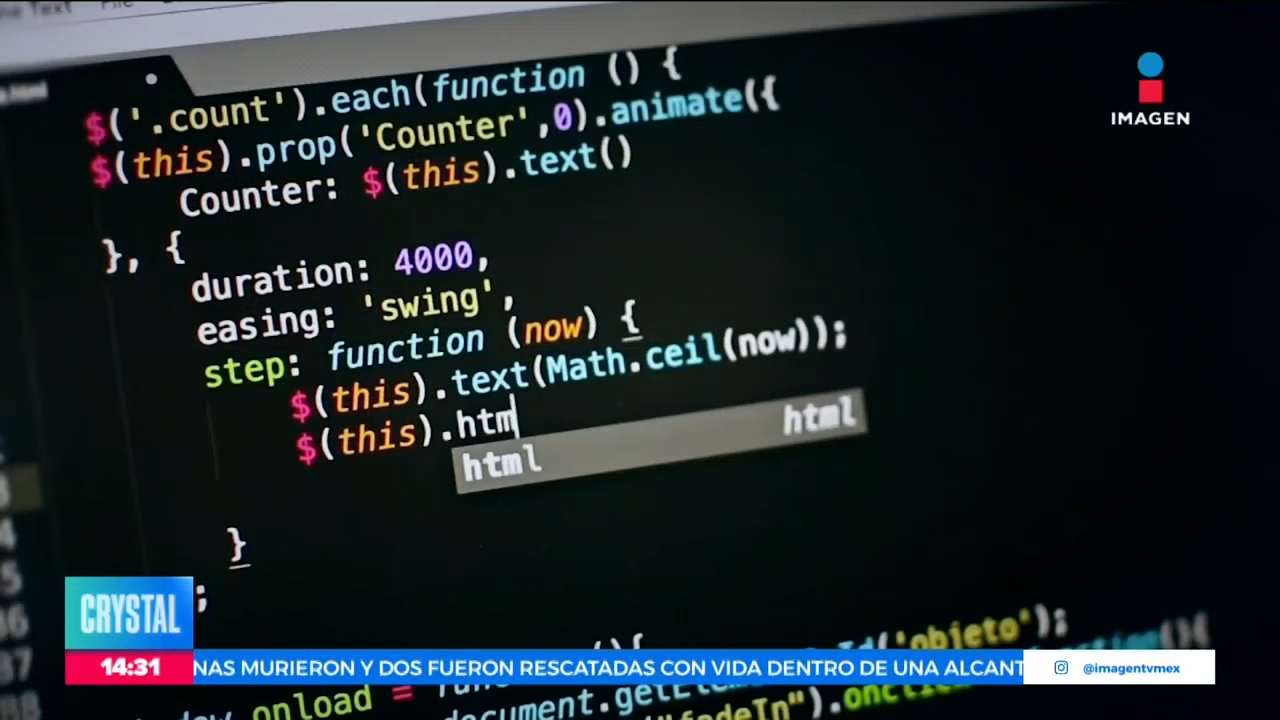 File
$('.count').each(function () {
$(this).prop('Counter',0).animate({
Counter: $(this).text()
}, {
duration: 4000,
easing: 'swing',
step: function (now) {
$(this).text(Math.ceil(now));
$(this).htm
html html
}
;
'objeto');
onload =
document.
IMAGEN
CRYSTAL
14:31
NAS MURIERON Y DOS FUERON RESCATADAS CON VIDA DENTRO DE UNA ALCANT
@imagentvmex